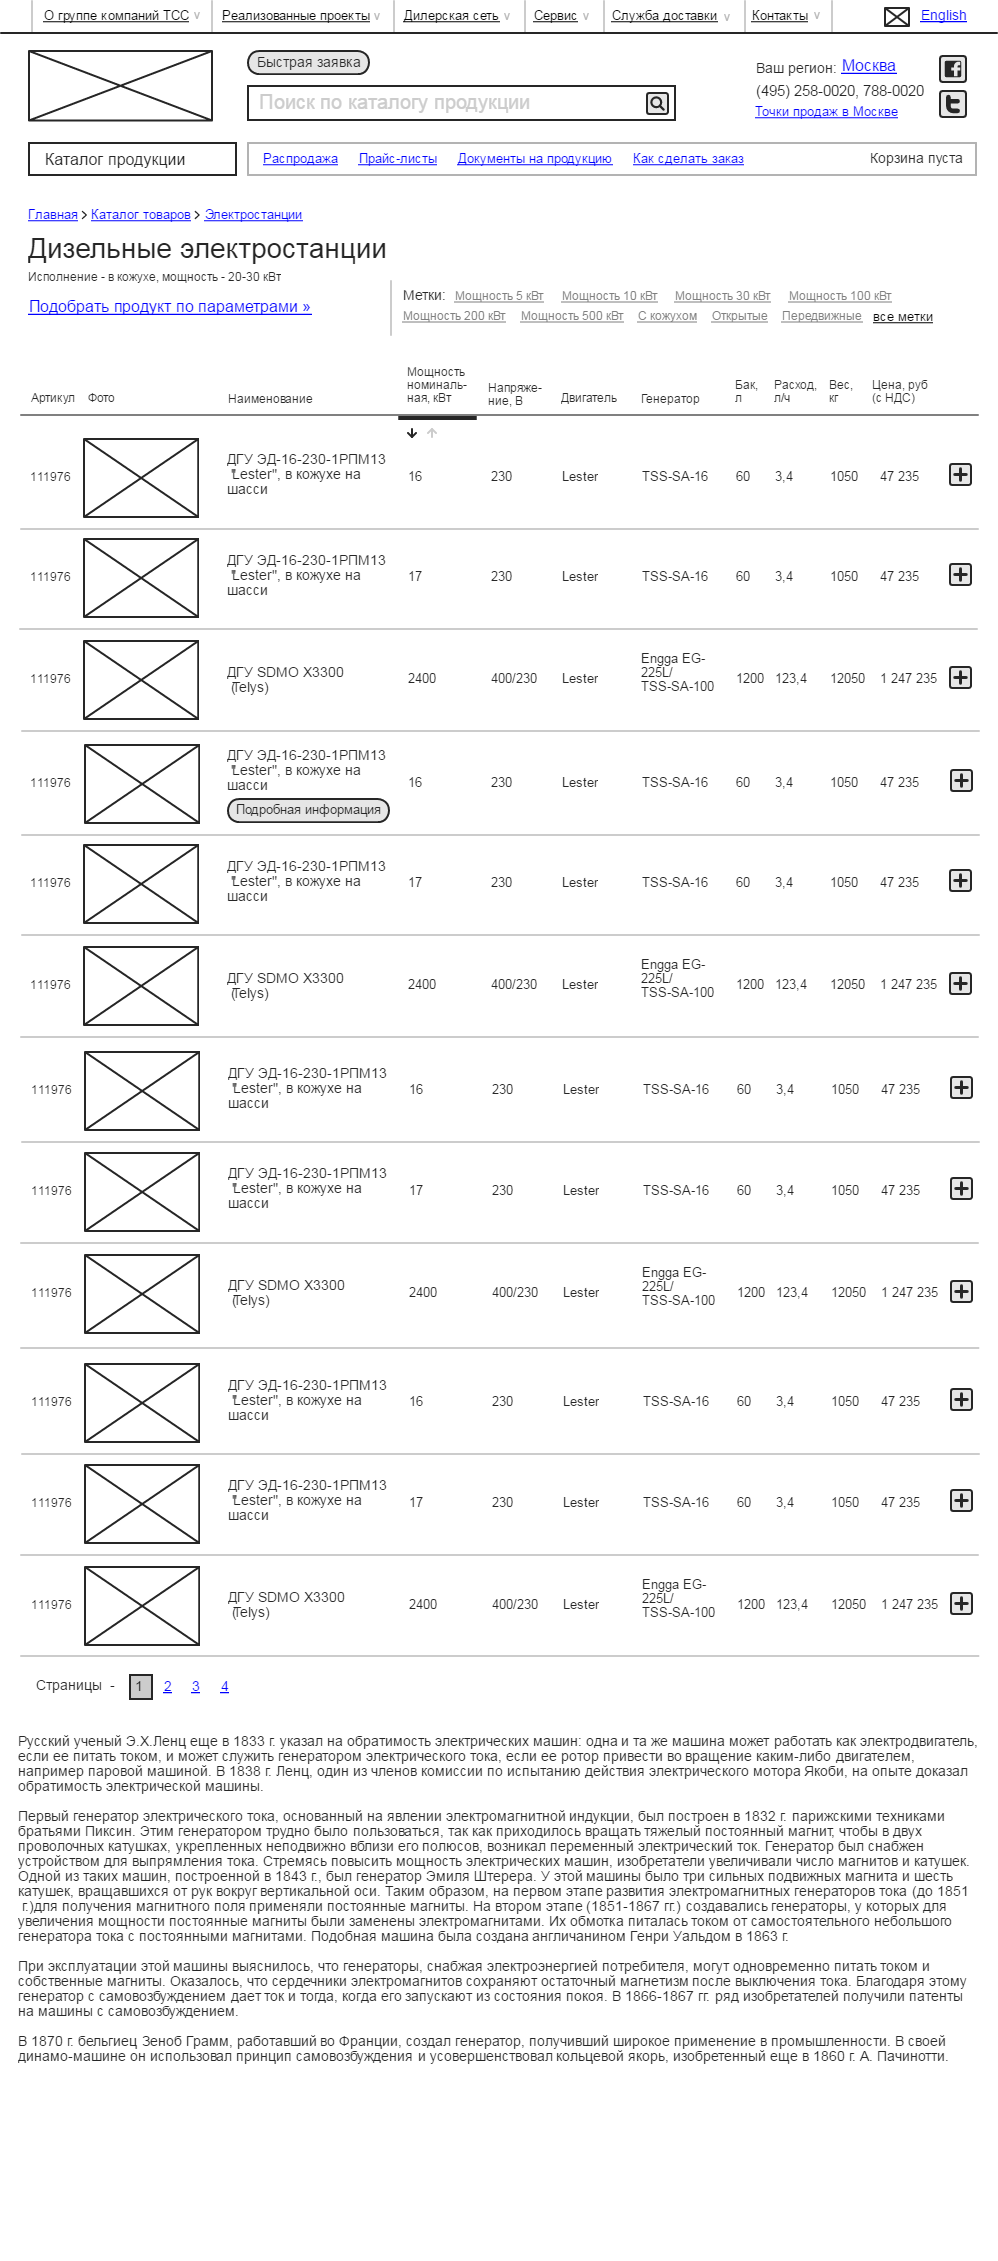 О группе компаний ТСС v Реализованные проекты v Дилерская сеть v Сервис v Служба доставки v Контакты v English
Быстрая заявка
Поиск по каталогу продукции
Ваш регион: Москва
(495) 258-0020, 788-0020
Точки продаж в Москве
Каталог продукции
Распродажа Прайс-листы Документы на продукцию Как сделать заказ Корзина пуста
Главная > Каталог товаров > Электростанции
Дизельные электростанции
Исполнение - в кожухе, мощность - 20-30 кВт
Подобрать продукт по параметрами »
Метки: Мощность 5 кВт Мощность 10 кВт Мощность 30 кВт Мощность 100 кВт
Мощность 200 кВт Мощность 500 кВт С кожухом Открытые Передвижные все метки
Артикул Фото Наименование
Мощность
номиналь-
ная, кВт
Напряже-
ние, В
Двигатель Генератор
Бак,
л
Расход,
л/ч
Вес,
кг
Цена, руб
(с НДС)
111976
ДГУ ЭД-16-230-1РПМ13
"Lester", в кожухе на
шасси
16 230 Lester TSS-SA-16 60 3,4 1050 47 235
111976
ДГУ ЭД-16-230-1РПМ13
"Lester", в кожухе на
шасси
17 230 Lester TSS-SA-16 60 3,4 1050 47 235
111976
ДГУ SDMO X3300
(Telys)
2400 400/230 Lester
Engga EG-
225L/
TSS-SA-100
1200 123,4 12050 1 247 235
111976
ДГУ ЭД-16-230-1РПМ13
"Lester", в кожухе на
шасси
Подробная информация
16 230 Lester TSS-SA-16 60 3,4 1050 47 235
111976
ДГУ ЭД-16-230-1РПМ13
"Lester", в кожухе на
шасси
17 230 Lester TSS-SA-16 60 3,4 1050 47 235
111976
ДГУ SDMO X3300
(Telys)
2400 400/230 Lester
Engga EG-
225L/
TSS-SA-100
1200 123,4 12050 1 247 235
111976
ДГУ ЭД-16-230-1РПМ13
"Lester", в кожухе на
шасси
16 230 Lester TSS-SA-16 60 3,4 1050 47 235
111976
ДГУ ЭД-16-230-1РПМ13
"Lester", в кожухе на
шасси
17 230 Lester TSS-SA-16 60 3,4 1050 47 235
111976
ДГУ SDMO X3300
(Telys)
2400 400/230 Lester
Engga EG-
225L/
TSS-SA-100
1200 123,4 12050 1 247 235
111976
ДГУ ЭД-16-230-1РПМ13
"Lester", в кожухе на
шасси
16 230 Lester TSS-SA-16 60 3,4 1050 47 235
111976
ДГУ ЭД-16-230-1РПМ13
"Lester", в кожухе на
шасси
17 230 Lester TSS-SA-16 60 3,4 1050 47 235
111976
ДГУ SDMO X3300
(Telys)
2400 400/230 Lester
Engga EG-
225L/
TSS-SA-100
1200 123,4 12050 1 247 235
Страницы - 1 2 3 4
Русский ученый Э.Х.Ленц еще в 1833 г. указал на обратимость электрических машин: одна и та же машина может работать как электродвигатель,
если ее питать током, и может служить генератором электрического тока, если ее ротор привести во вращение каким-либо двигателем,
например паровой машиной. В 1838 г. Ленц, один из членов комиссии по испытанию действия электрического мотора Якоби, на опыте доказал
обратимость электрической машины.
Первый генератор электрического тока, основанный на явлении электромагнитной индукции, был построен в 1832 г. парижскими техниками
братьями Пиксин. Этим генератором трудно было пользоваться, так как приходилось вращать тяжелый постоянный магнит, чтобы в двух
проволочных катушках, укрепленных неподвижно вблизи его полюсов, возникал переменный электрический ток. Генератор был снабжен
устройством для выпрямления тока. Стремясь повысить мощность электрических машин, изобретатели увеличивали число магнитов и катушек.
Одной из таких машин, построенной в 1843 г., был генератор Эмиля Штерера. У этой машины было три сильных подвижных магнита и шесть
катушек, вращавшихся от рук вокруг вертикальной оси. Таким образом, на первом этапе развития электромагнитных генераторов тока (до 1851
г.)для получения магнитного поля применяли постоянные магниты. На втором этапе (1851-1867 гг.) создавались генераторы, у которых для
увеличения мощности постоянные магниты были заменены электромагнитами. Их обмотка питалась током от самостоятельного небольшого
генератора тока с постоянными магнитами. Подобная машина была создана англичанином Генри Уальдом в 1863 г.
При эксплуатации этой машины выяснилось, что генераторы, снабжая электроэнергией потребителя, могут одновременно питать током и
собственные магниты. Оказалось, что сердечники электромагнитов сохраняют остаточный магнетизм после выключения тока. Благодаря этому
генератор с самовозбуждением дает ток и тогда, когда его запускают из состояния покоя. В 1866-1867 гг. ряд изобретателей получили патенты
на машины с самовозбуждением.
В 1870 г. бельгиец Зеноб Грамм, работавший во Франции, создал генератор, получивший широкое применение в промышленности. В своей
динамо-машине он использовал принцип самовозбуждения и усовершенствовал кольцевой якорь, изобретенный еще в 1860 г. А. Пачинотти.